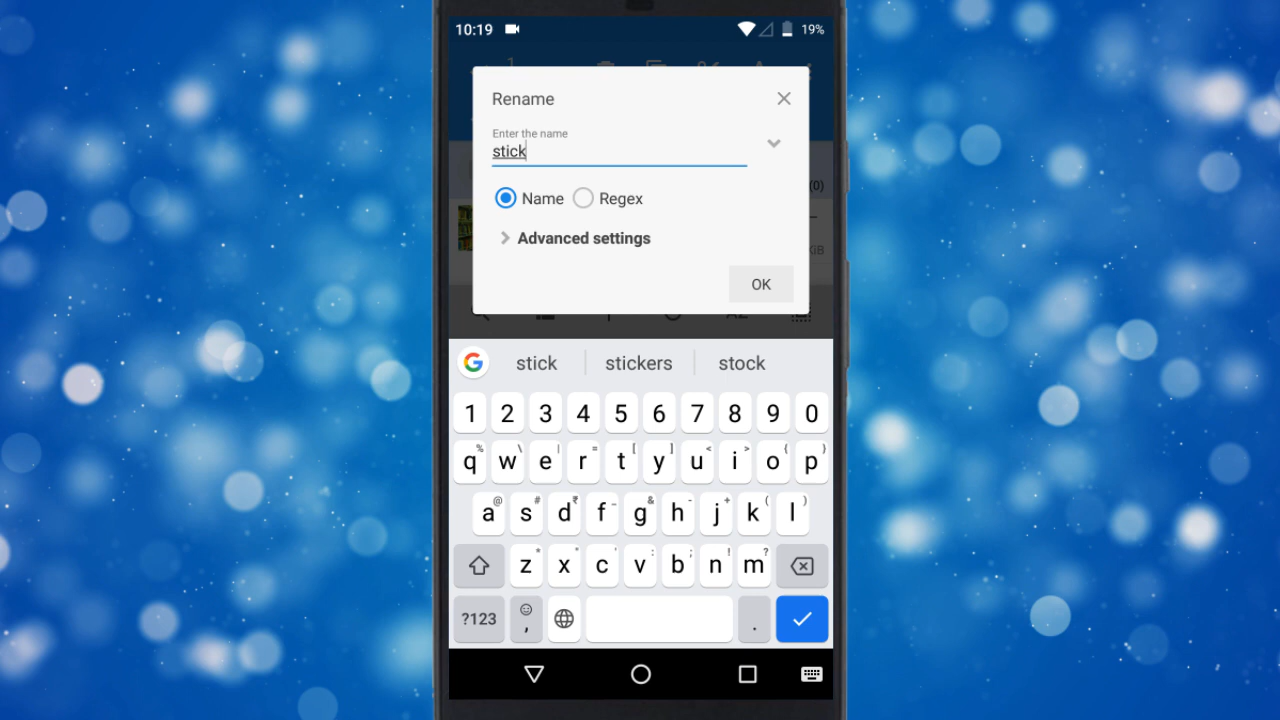 10:19 19%
Rename
Enter the name
stick
(0)
Name Regex
Advanced settings
OK
stick stickers stock
1 2 3 4 5 6 7 8 9 0
q w e r t y u i o p
a s d f g h j k l
z x c v b n m
?123 , .